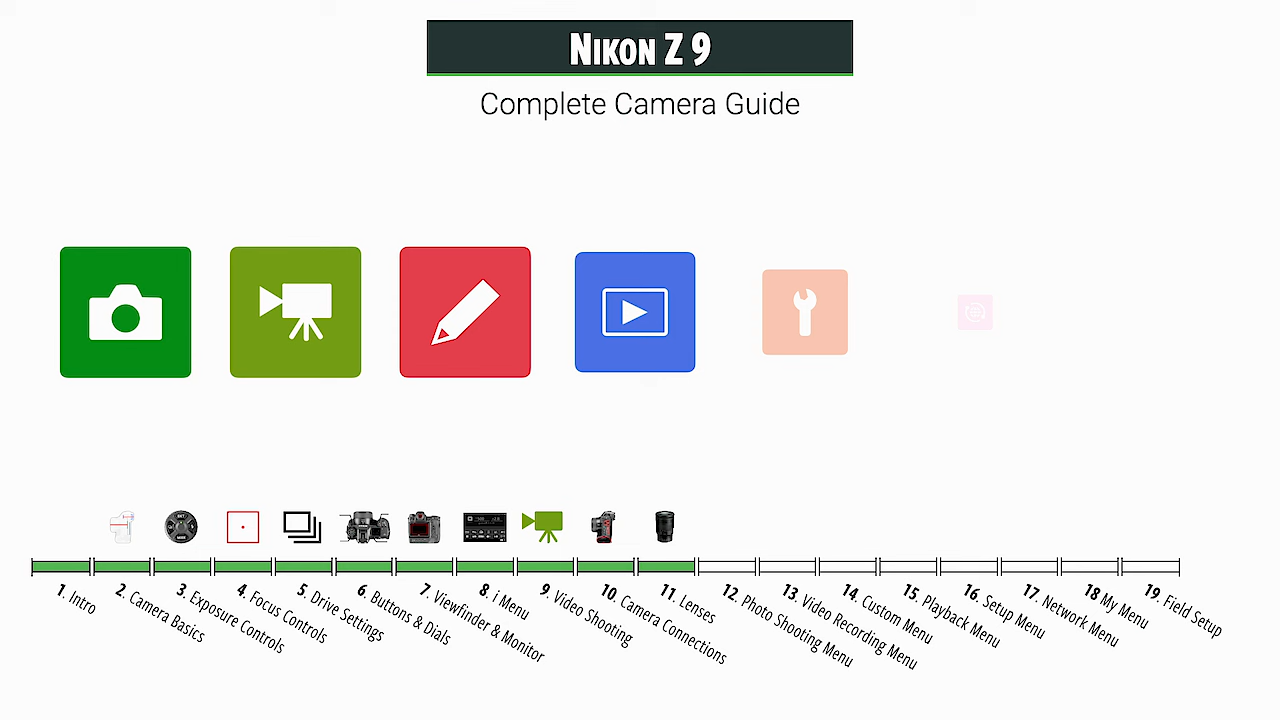 NIKON Z 9
Complete Camera Guide
1. Intro
2. Camera Basics
3. Exposure Controls
4. Focus Controls
5. Drive Settings
6. Buttons & Dials
7. Viewfinder & Monitor
8. i Menu
9. Video Shooting
10. Camera Connections
11. Lenses
12. Photo Shooting Menu
13. Video Recording Menu
14. Custom Menu
15. Playback Menu
16. Setup Menu
17. Network Menu
18 My Menu
19. Field Setup